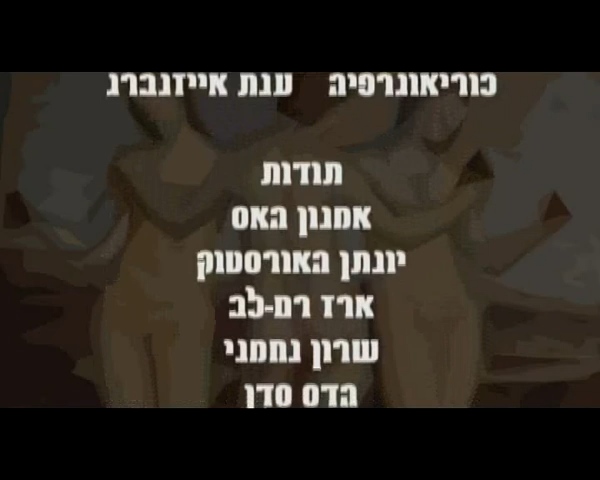 כוריאוגרפיה ענת אייזנברג
תודות
אמנון האס
יונתן האורסטוק
ארז רם-לב
שרון נחמני
הדס סדן